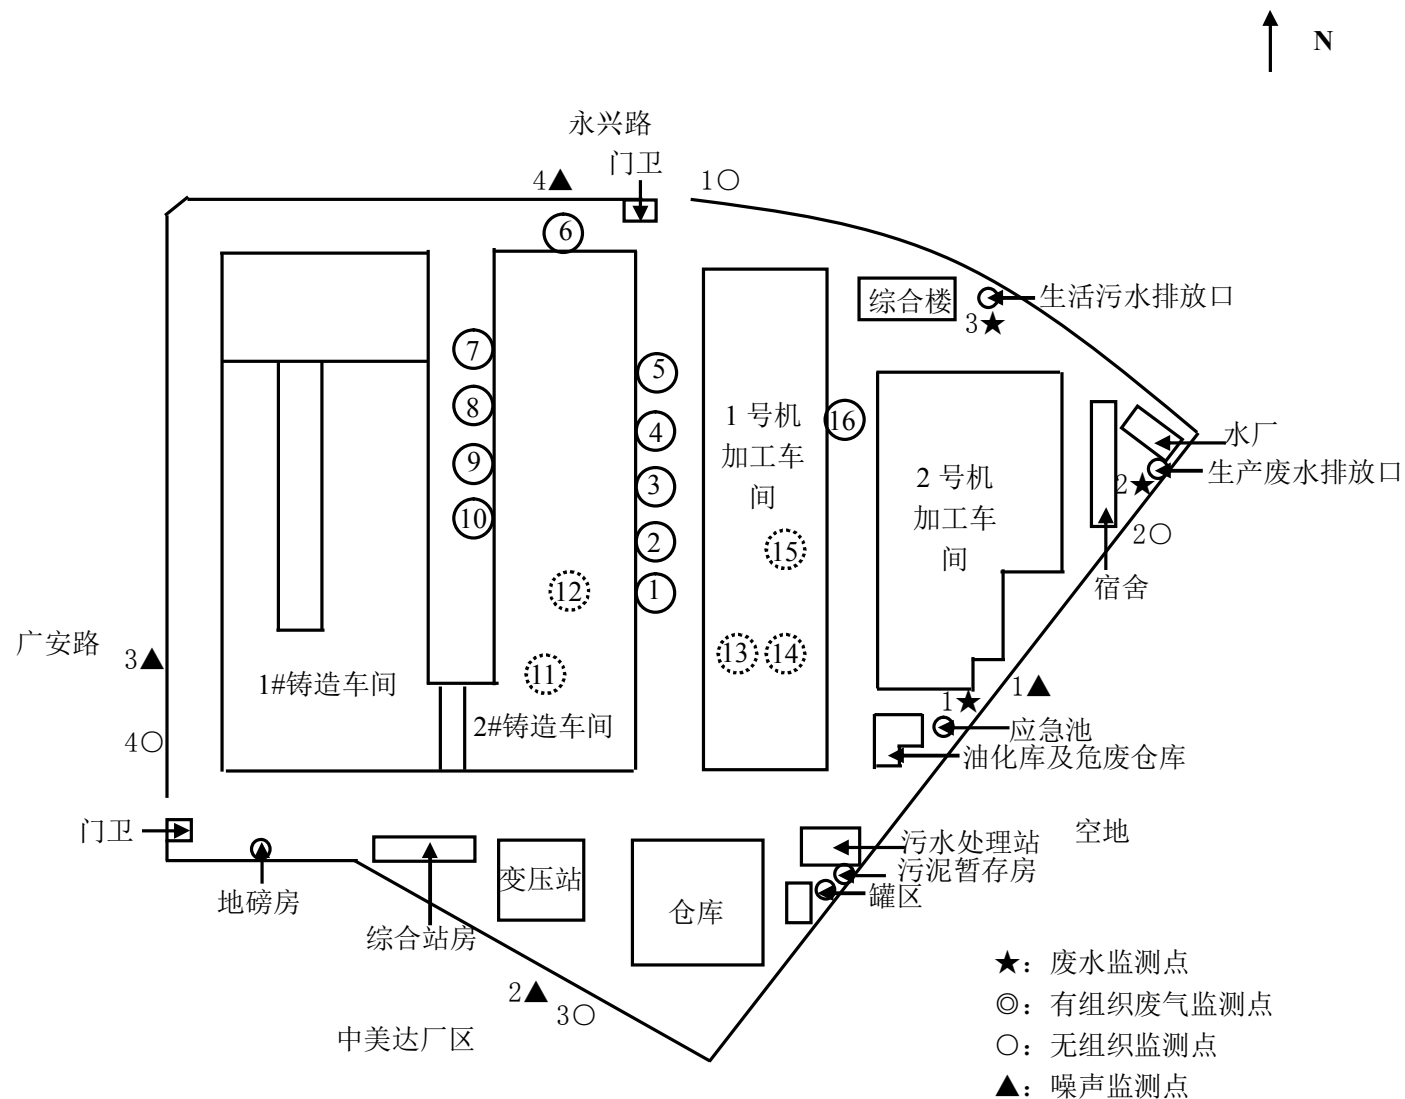 N
永兴路
门卫
4▲
1○
6
综合楼
生活污水排放口
3★
7
5
8
4
1 号机
加工车
间
16
水厂
9
3
2 号机
加工车
间
生产废水排放口
2★
10
2
15
2○
12
1
宿舍
广安路
3▲
13
14
11
1#铸造车间
1▲
1★
2#铸造车间
应急池
4○
油化库及危废仓库
门卫
污水处理站
空地
污泥暂存房
变压站
罐区
地磅房
仓库
综合站房
2▲
3○
中美达厂区
★：废水监测点
◎：有组织废气监测点
○：无组织监测点
▲：噪声监测点